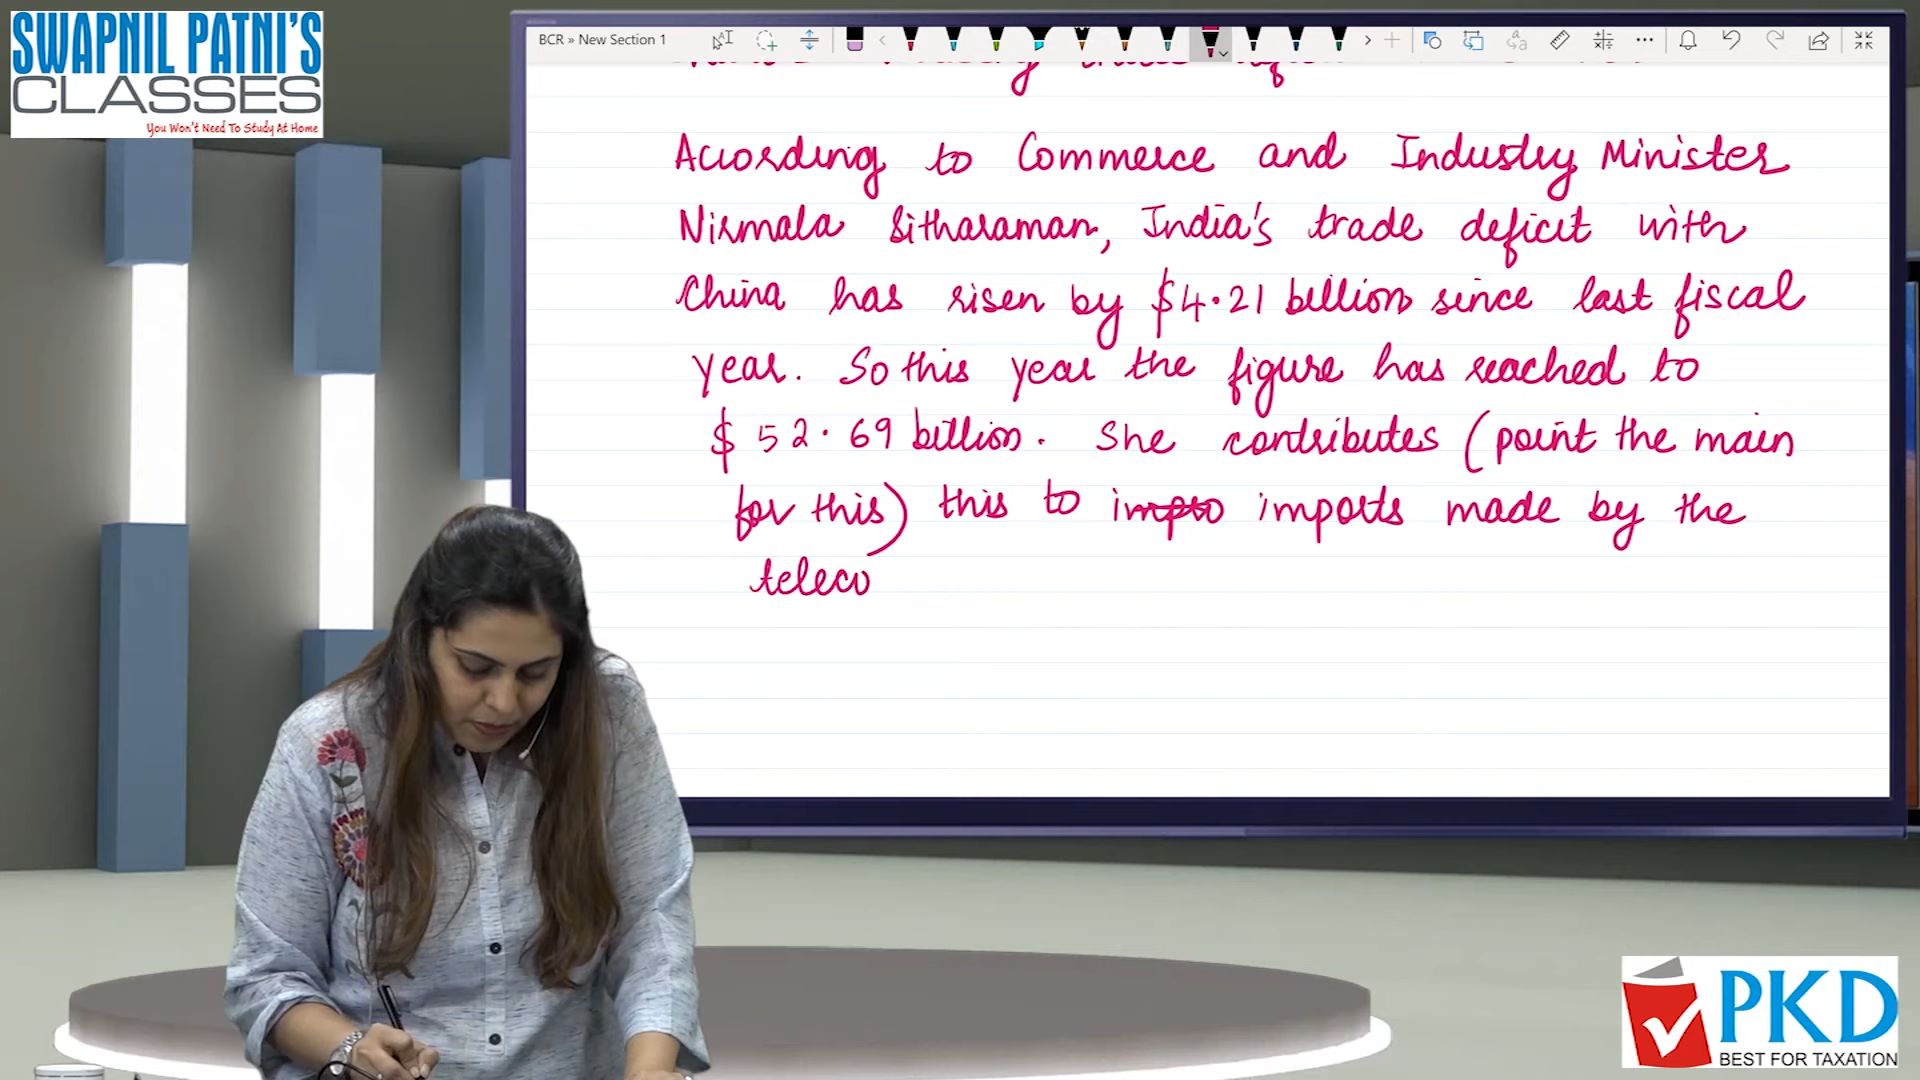 SWAPNIL PATNI'S
CLASSES
You Won't Need To Study At Home
BCR » New Section 1
According to Commerce and Industry Minister
Nirmala Sitharaman, India's trade deficit with
China has risen by $4.21 billion since last fiscal
year. So this year the figure has reached to
$ 52.69 billion. She contributes (point the main
for this) this to impro imports made by the
teleco
PKD
BEST FOR TAXATION